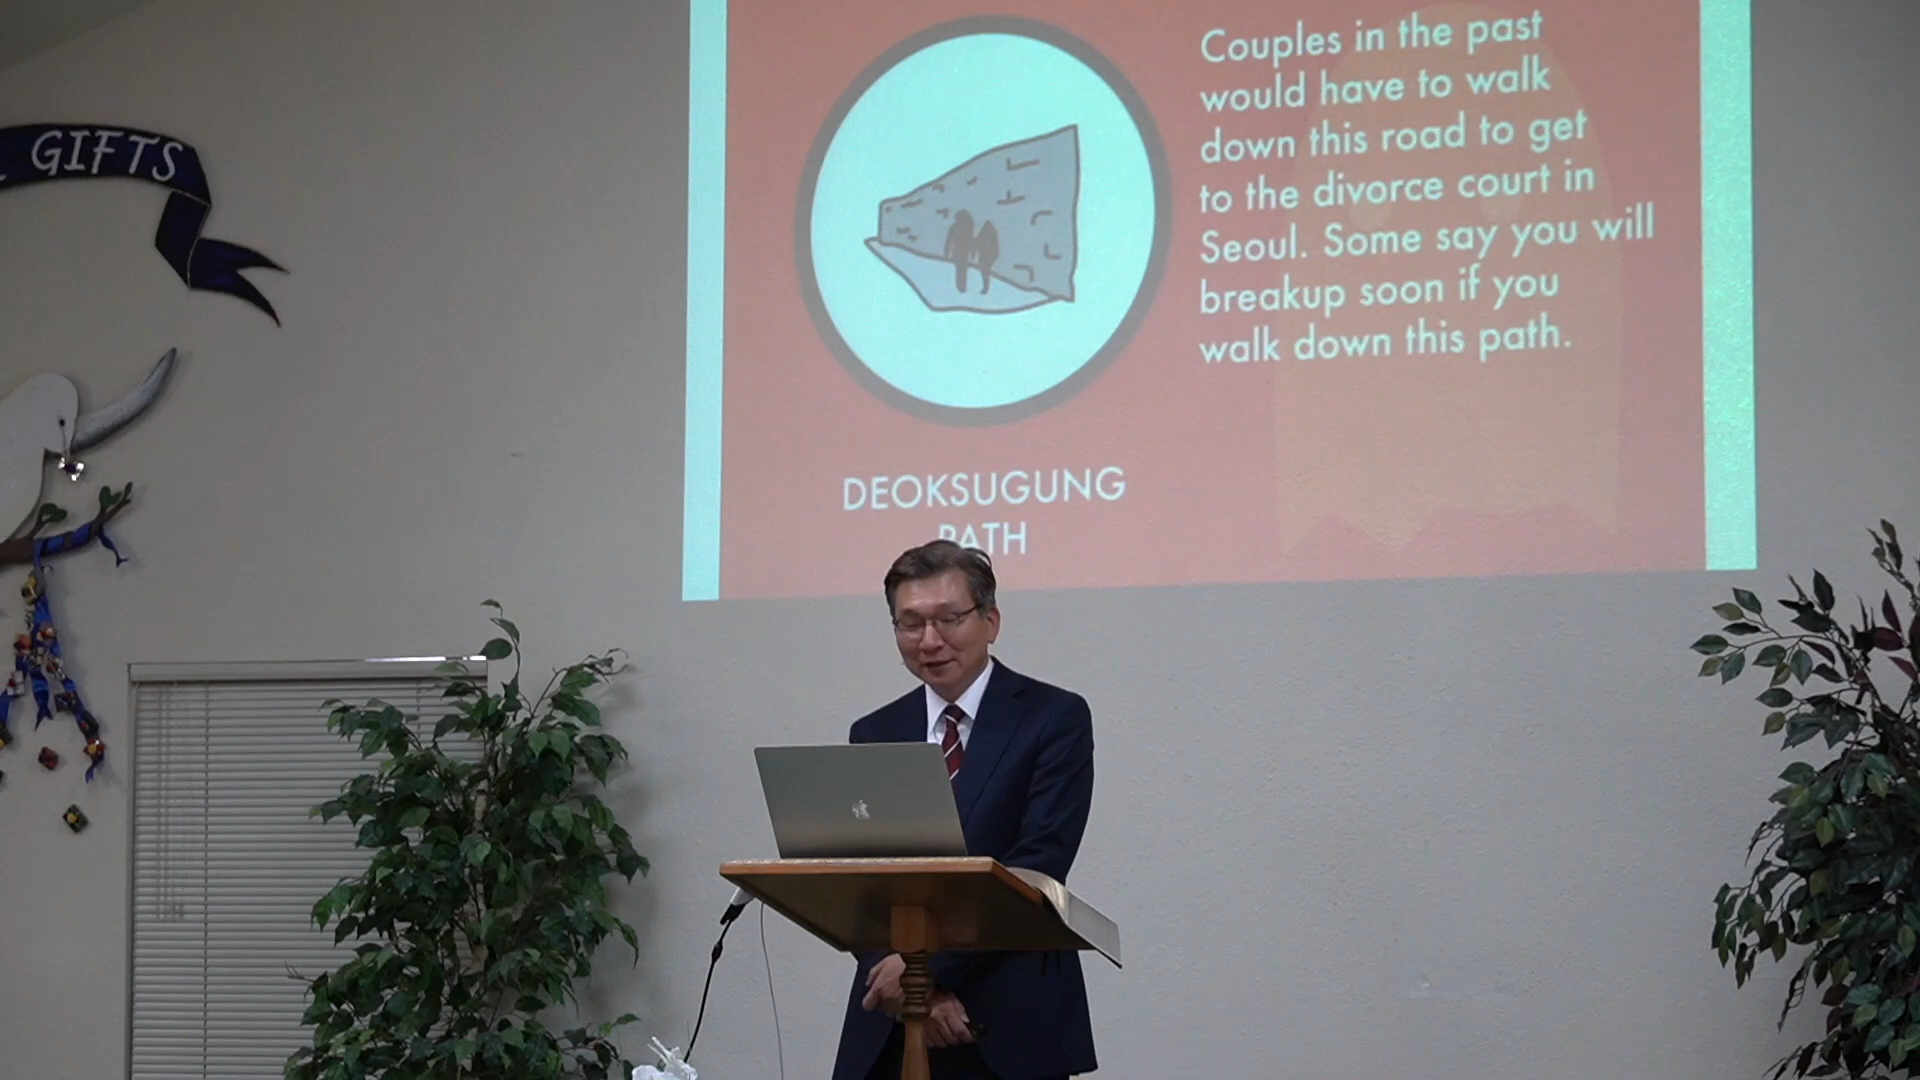 GIFTS
Couples in the past
would have to walk
down this road to get
to the divorce court in
Seoul. Some say you will
breakup soon if you
walk down this path.
DEOKSUGUNG
PATH